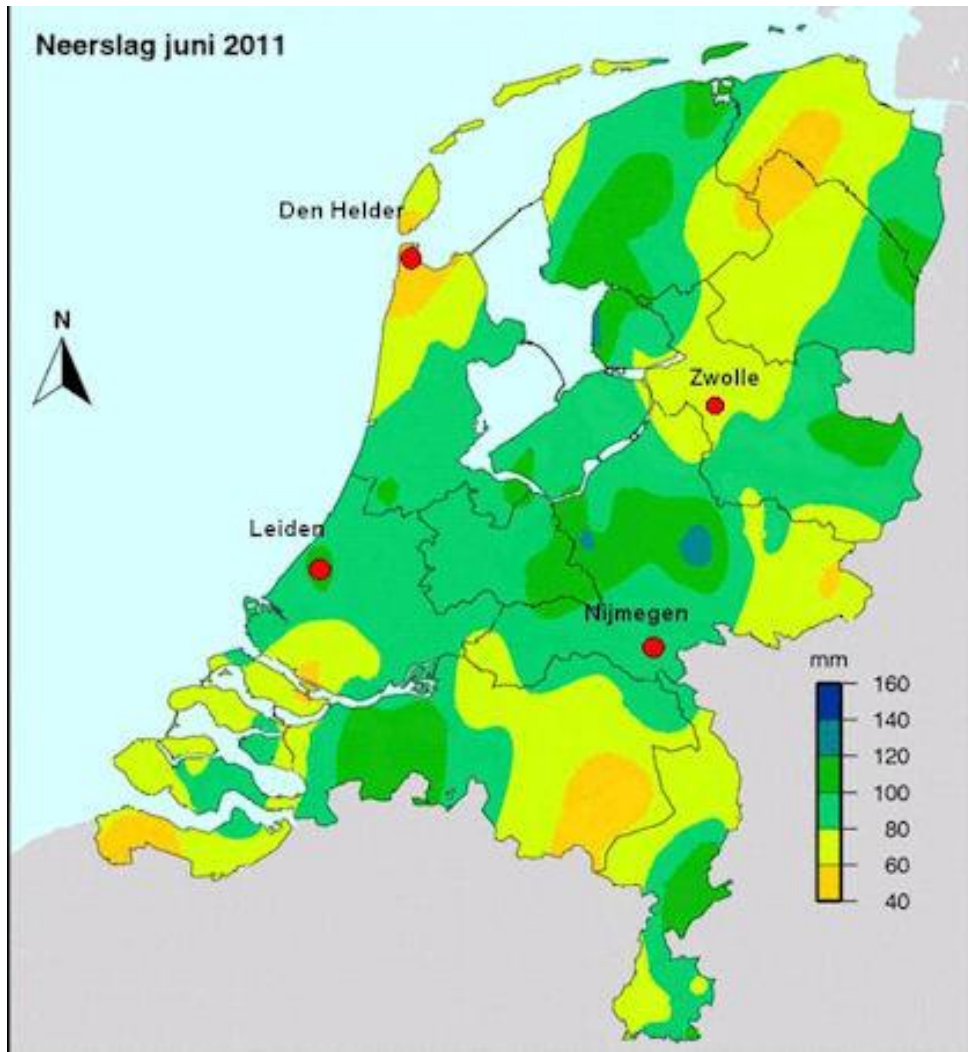 Neerslag juni 2011
Den Helder
N
Zwolle
Leiden
Nijmegen
mm
160
140
120
100
80
60
40